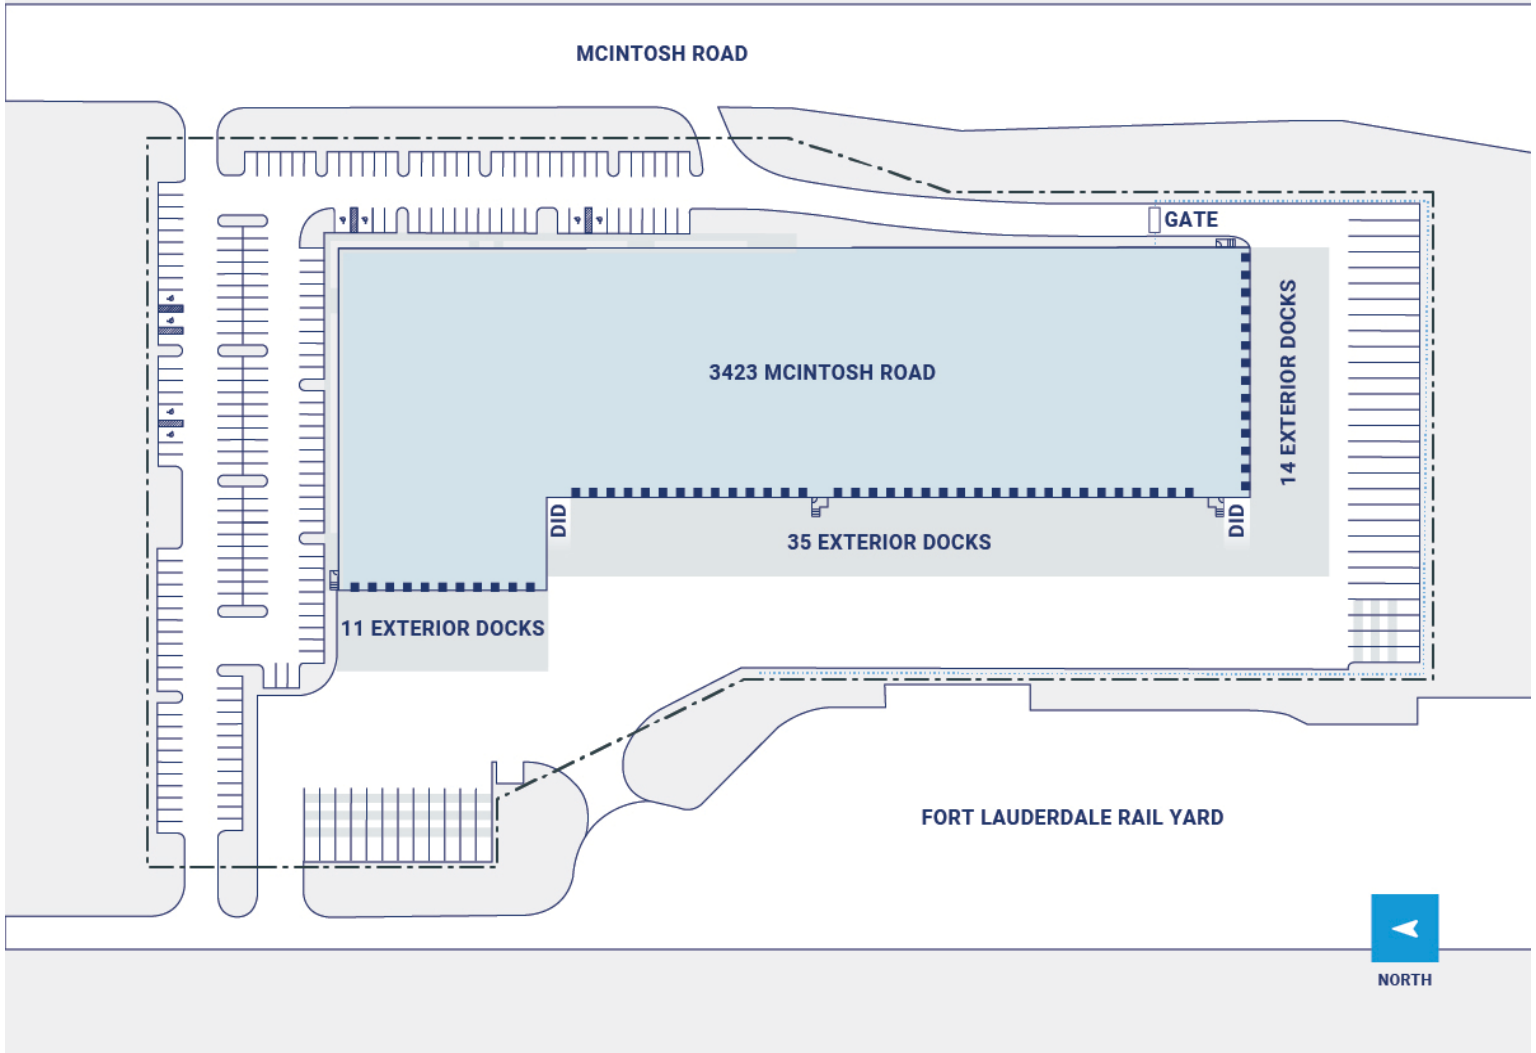 MCINTOSH ROAD
GATE
3423 MCINTOSH ROAD
14 EXTERIOR DOCKS
DID
DID
35 EXTERIOR DOCKS
11 EXTERIOR DOCKS
FORT LAUDERDALE RAIL YARD
NORTH